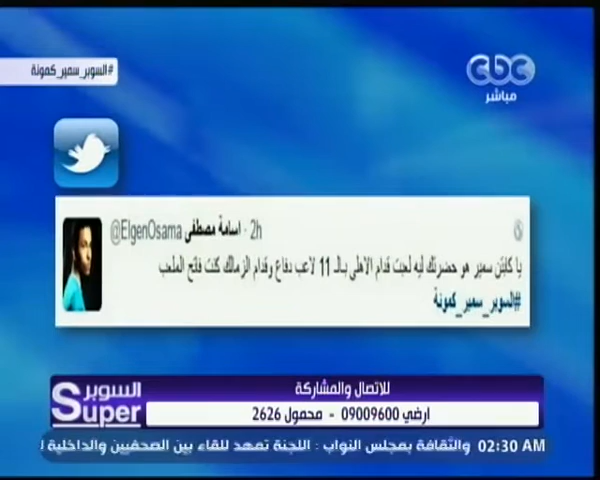 #السوبر_سمير_كمونة
cbc
مباشر
@ElgenOsama اسامة مصطفى · 2h
يا كابتن سمير هو حضرتك ليه لعبت قدام الاهلى بـالـ 11 لاعب دفاع وقدام الزمالك كنت فاتح الملعب
#السوبر_سمير_كمونة
السوبر
Super
للاتصال والمشاركة
ارضي 09009600 - محمول 2626
والثقافة بمجلس النواب : اللجنة تمهد للقاء بين الصحفيين والداخلية
02:30 AM